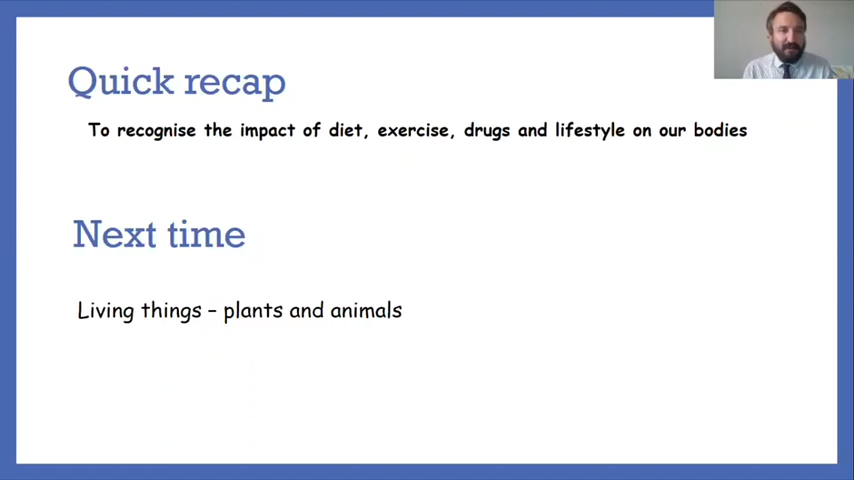 Quick recap
To recognise the impact of diet, exercise, drugs and lifestyle on our bodies
Next time
Living things – plants and animals